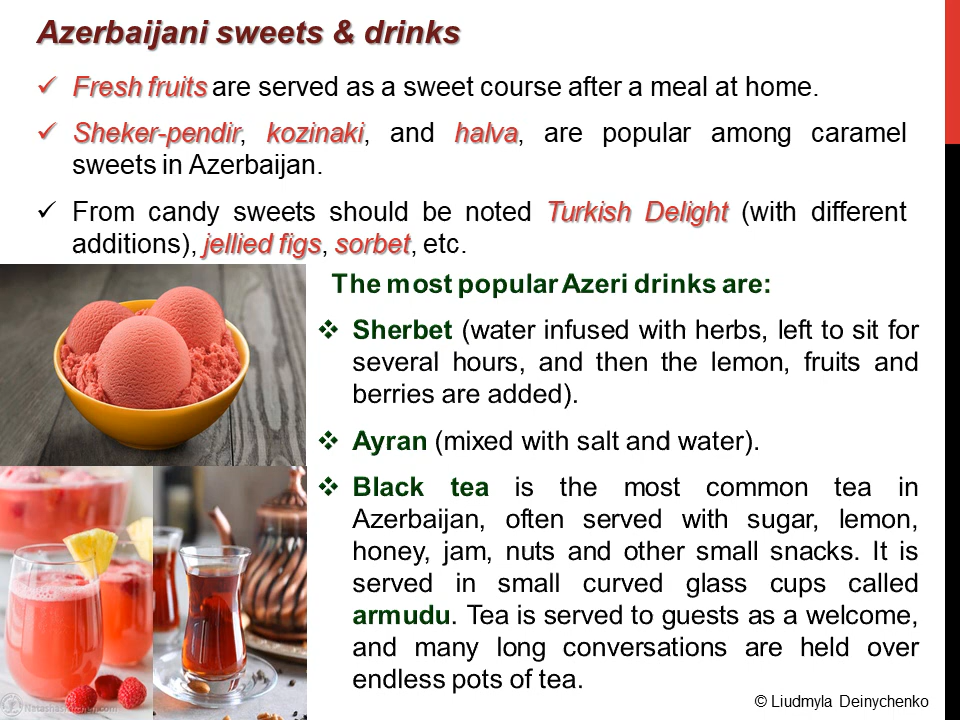 Azerbaijani sweets & drinks
✓ Fresh fruits are served as a sweet course after a meal at home.
✓ Sheker-pendir, kozinaki, and halva, are popular among caramel
sweets in Azerbaijan.
✓ From candy sweets should be noted Turkish Delight (with different
additions), jellied figs, sorbet, etc.
The most popular Azeri drinks are:
❖ Sherbet (water infused with herbs, left to sit for
several hours, and then the lemon, fruits and
berries are added).
❖ Ayran (mixed with salt and water).
❖ Black tea is the most common tea in
Azerbaijan, often served with sugar, lemon,
honey, jam, nuts and other small snacks. It is
served in small curved glass cups called
armudu. Tea is served to guests as a welcome,
and many long conversations are held over
endless pots of tea.
© Liudmyla Deinychenko